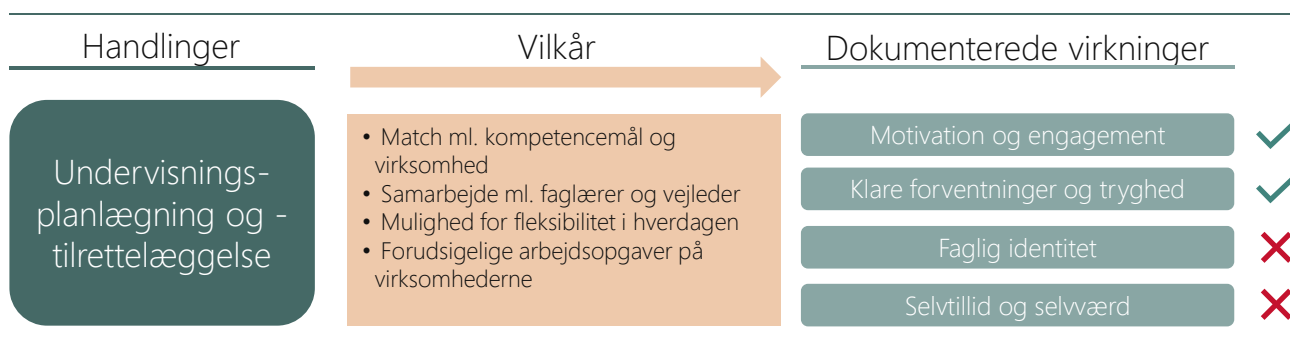 Handlinger
Vilkår
Dokumenterede virkninger
Undervisnings-
planlægning og -
tilrettelæggelse
• Match ml. kompetencemål og
virksomhed
• Samarbejde ml. faglærer og vejleder
• Mulighed for fleksibilitet i hverdagen
• Forudsigelige arbejdsopgaver på
virksomhederne
Motivation og engagement
Klare forventninger og tryghed
Faglig identitet
Selvtillid og selvværd